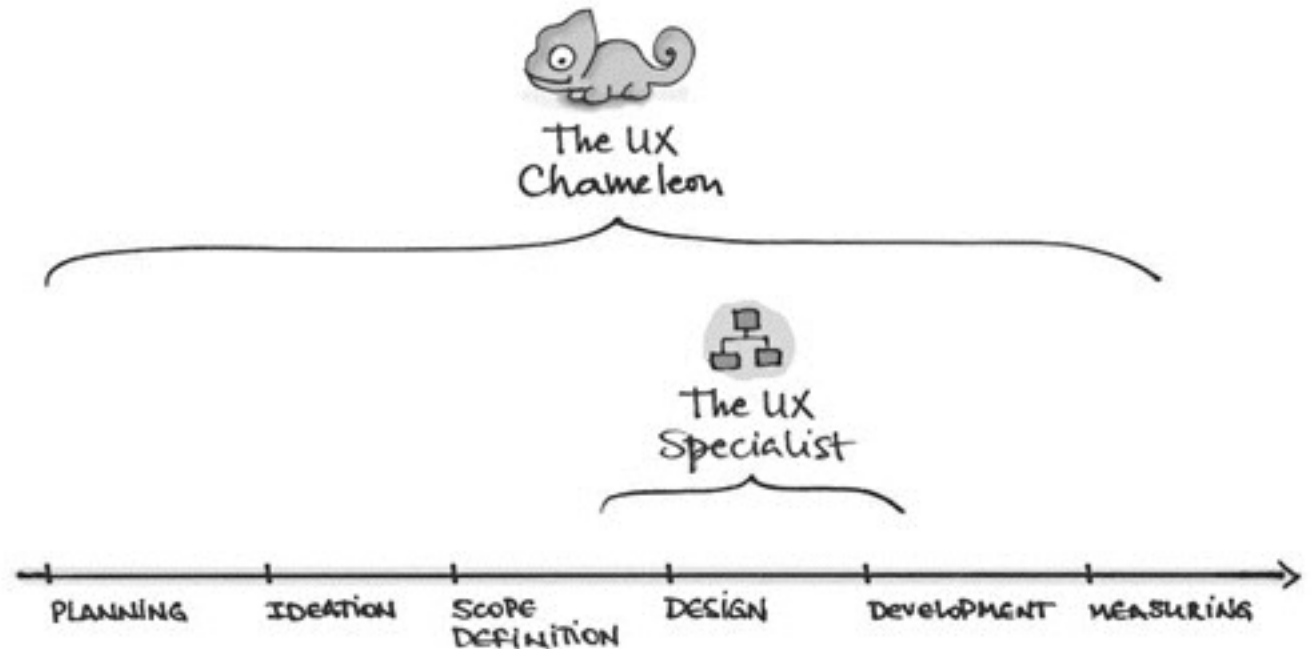 The UX
Chameleon
The UX
Specialist
PLANNING IDEATION SCOPE DESIGN DEVELOPMENT MEASURING
DEFINITION